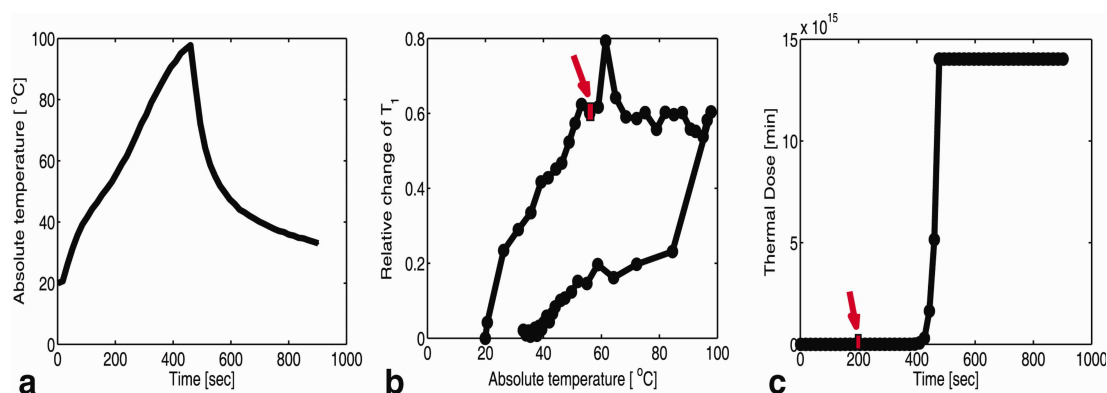 100
80
60
40
20
0
0 200 400 600 800 1000
Absolute temperature [ °C]
Time [sec]
a
0.8
0.6
0.4
0.2
0
0 20 40 60 80 100
Relative change of T1
Absolute temperature [ °C]
b
x 10^15
15
10
5
0
0 200 400 600 800 1000
Thermal Dose [min]
Time [sec]
c